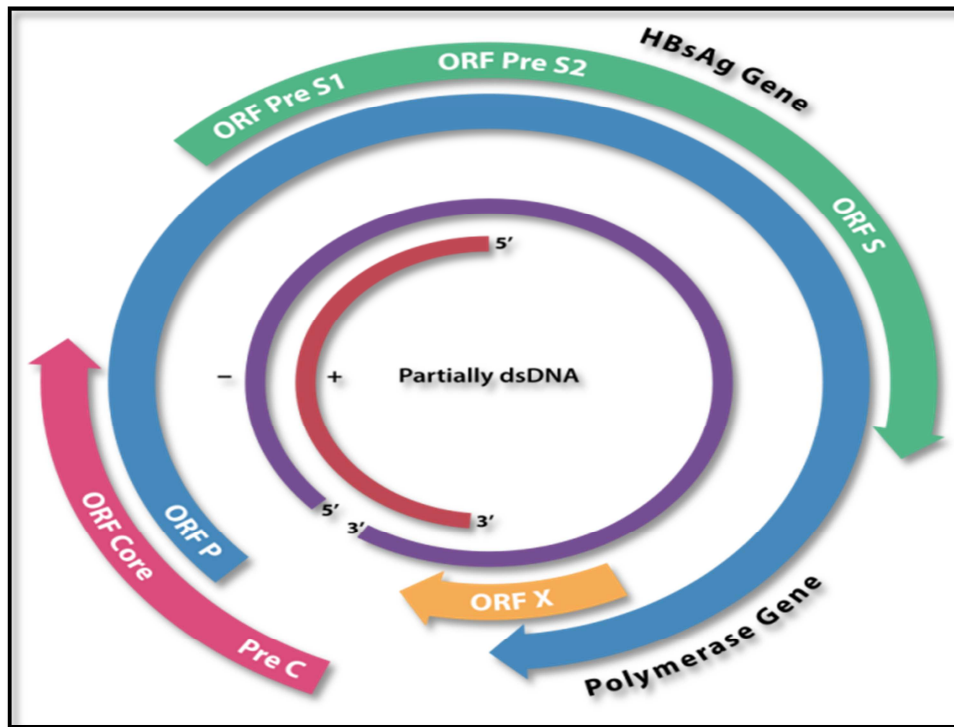 HBsAg Gene
ORF Pre S1
ORF Pre S2
ORF S
5’
− + Partially dsDNA
5’
3’
3’
ORF P
ORF Core
Pre C
ORF X
Polymerase Gene